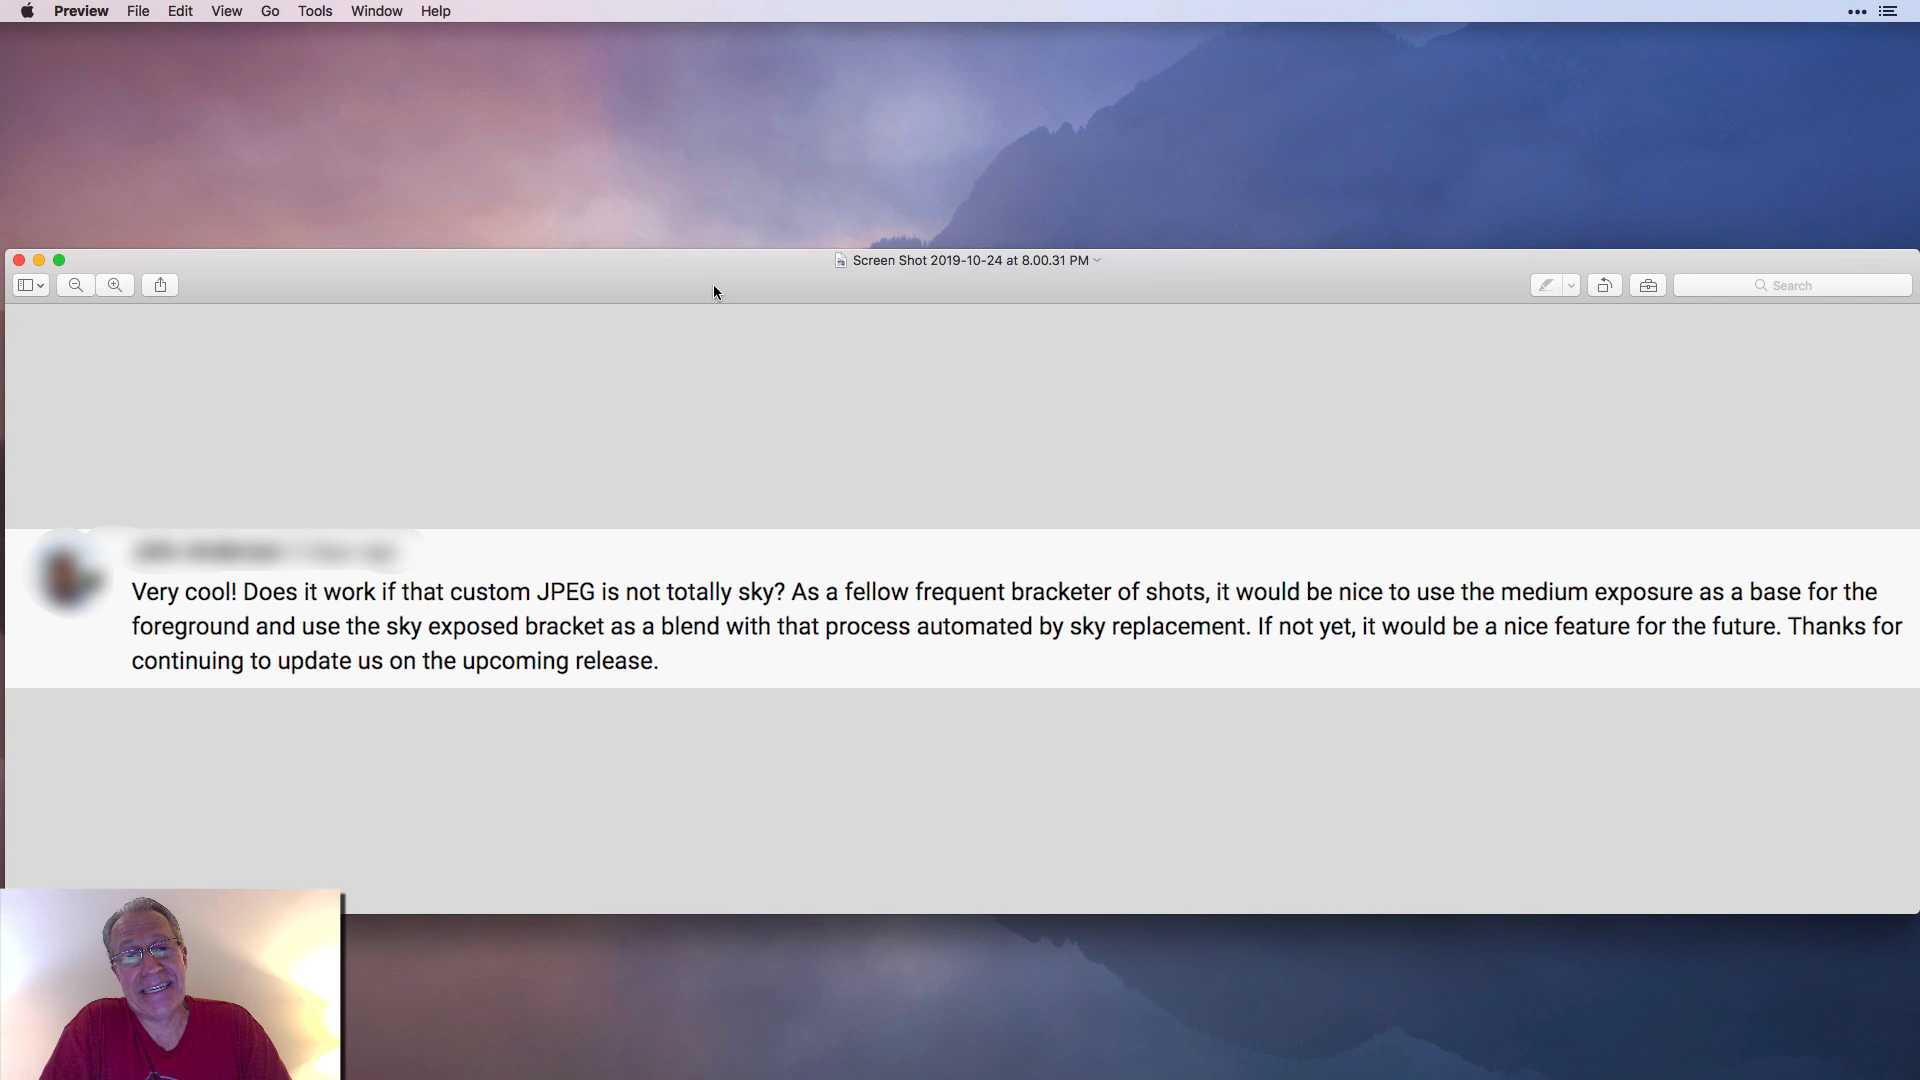 Preview File Edit View Go Tools Window Help
Screen Shot 2019-10-24 at 8.00.31 PM
Search
Very cool! Does it work if that custom JPEG is not totally sky? As a fellow frequent bracketer of shots, it would be nice to use the medium exposure as a base for the
foreground and use the sky exposed bracket as a blend with that process automated by sky replacement. If not yet, it would be a nice feature for the future. Thanks for
continuing to update us on the upcoming release.